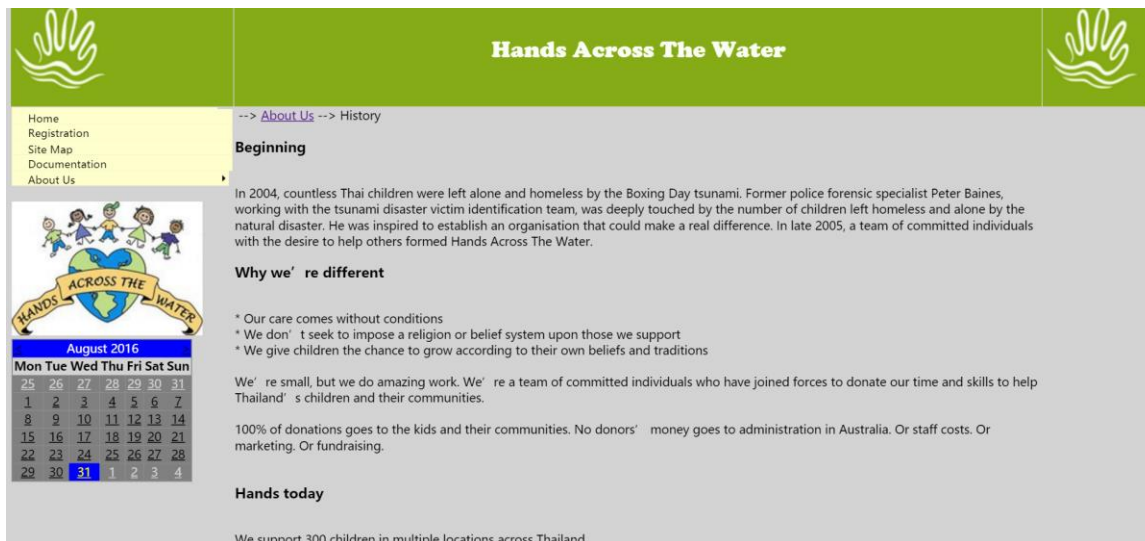 Hands Across The Water
Home
Registration
Site Map
Documentation
About Us
HANDS ACROSS THE WATER
August 2016
Mon Tue Wed Thu Fri Sat Sun
25 26 27 28 29 30 31
1 2 3 4 5 6 7
8 9 10 11 12 13 14
15 16 17 18 19 20 21
22 23 24 25 26 27 28
29 30 31 1 2 3 4
--> About Us --> History
Beginning
In 2004, countless Thai children were left alone and homeless by the Boxing Day tsunami. Former police forensic specialist Peter Baines,
working with the tsunami disaster victim identification team, was deeply touched by the number of children left homeless and alone by the
natural disaster. He was inspired to establish an organisation that could make a real difference. In late 2005, a team of committed individuals
with the desire to help others formed Hands Across The Water.
Why we’ re different
* Our care comes without conditions
* We don’ t seek to impose a religion or belief system upon those we support
* We give children the chance to grow according to their own beliefs and traditions
We’ re small, but we do amazing work. We’ re a team of committed individuals who have joined forces to donate our time and skills to help
Thailand’ s children and their communities.
100% of donations goes to the kids and their communities. No donors’ money goes to administration in Australia. Or staff costs. Or
marketing. Or fundraising.
Hands today
We support 300 children in multiple locations across Thailand